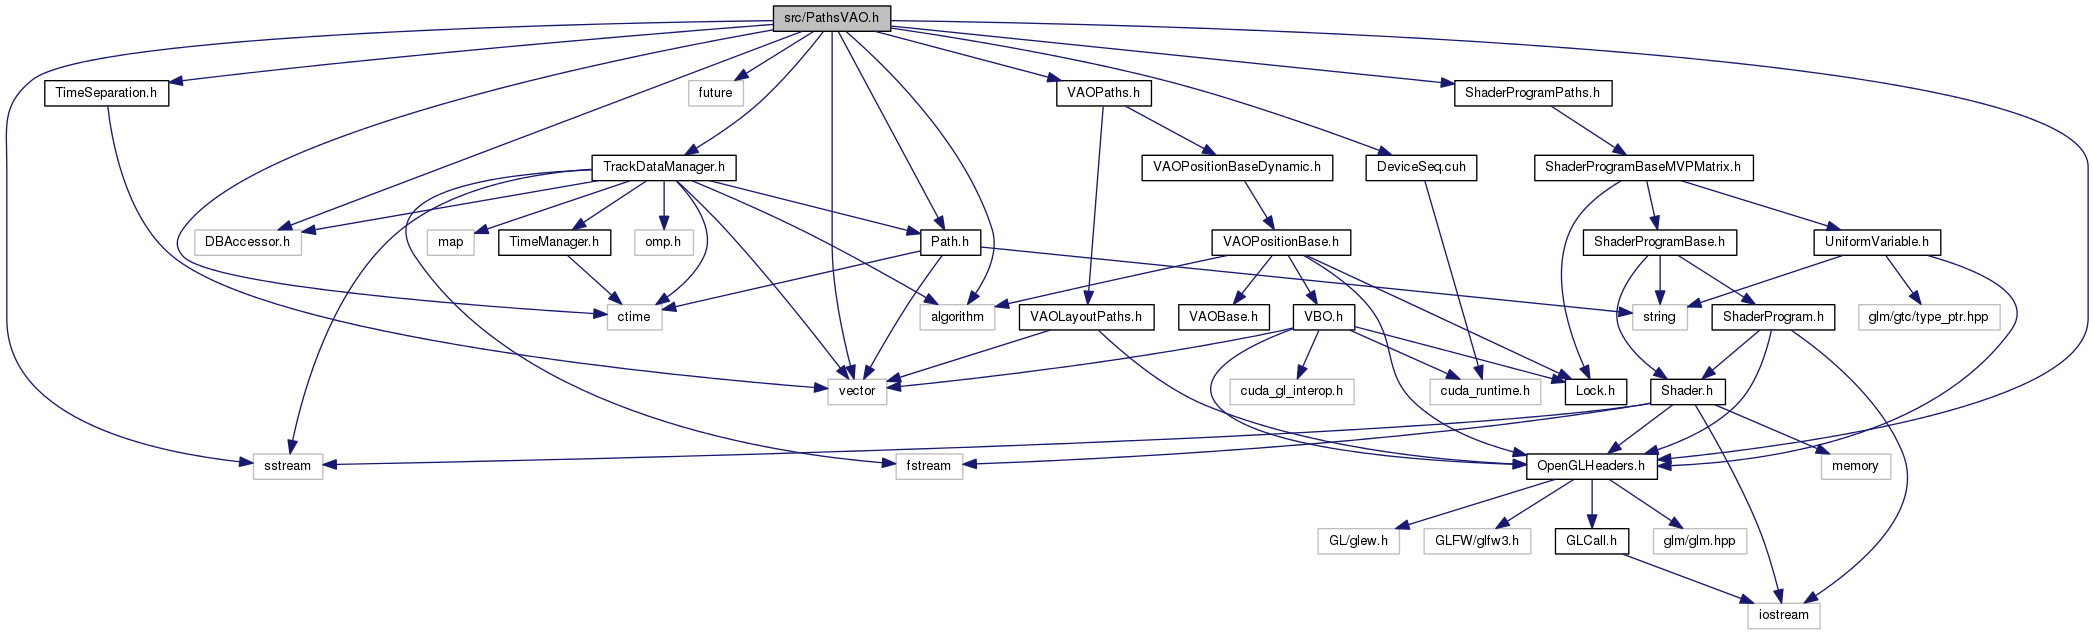 src/PathsVAO.h
TimeSeparation.h
future
VAOPaths.h
ShaderProgramPaths.h
TrackDataManager.h
VAOPositionBaseDynamic.h
DeviceSeq.cuh
ShaderProgramBaseMVPMatrix.h
DBAccessor.h
map
TimeManager.h
omp.h
Path.h
VAOPositionBase.h
ShaderProgramBase.h
UniformVariable.h
ctime
algorithm
VAOLayoutPaths.h
VAOBase.h
VBO.h
string
ShaderProgram.h
glm/gtc/type_ptr.hpp
vector
cuda_gl_interop.h
cuda_runtime.h
Lock.h
Shader.h
sstream
fstream
OpenGLHeaders.h
memory
GL/glew.h
GLFW/glfw3.h
GLCall.h
glm/glm.hpp
iostream